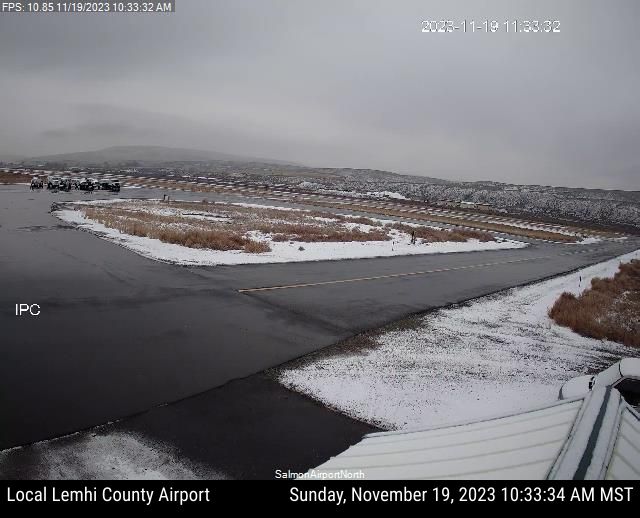 FPS: 10.85 11/19/2023 10:33:32 AM
2023-11-19 11:33:32
IPC
SalmonAirportNorth
Local Lemhi County Airport Sunday, November 19, 2023 10:33:34 AM MST